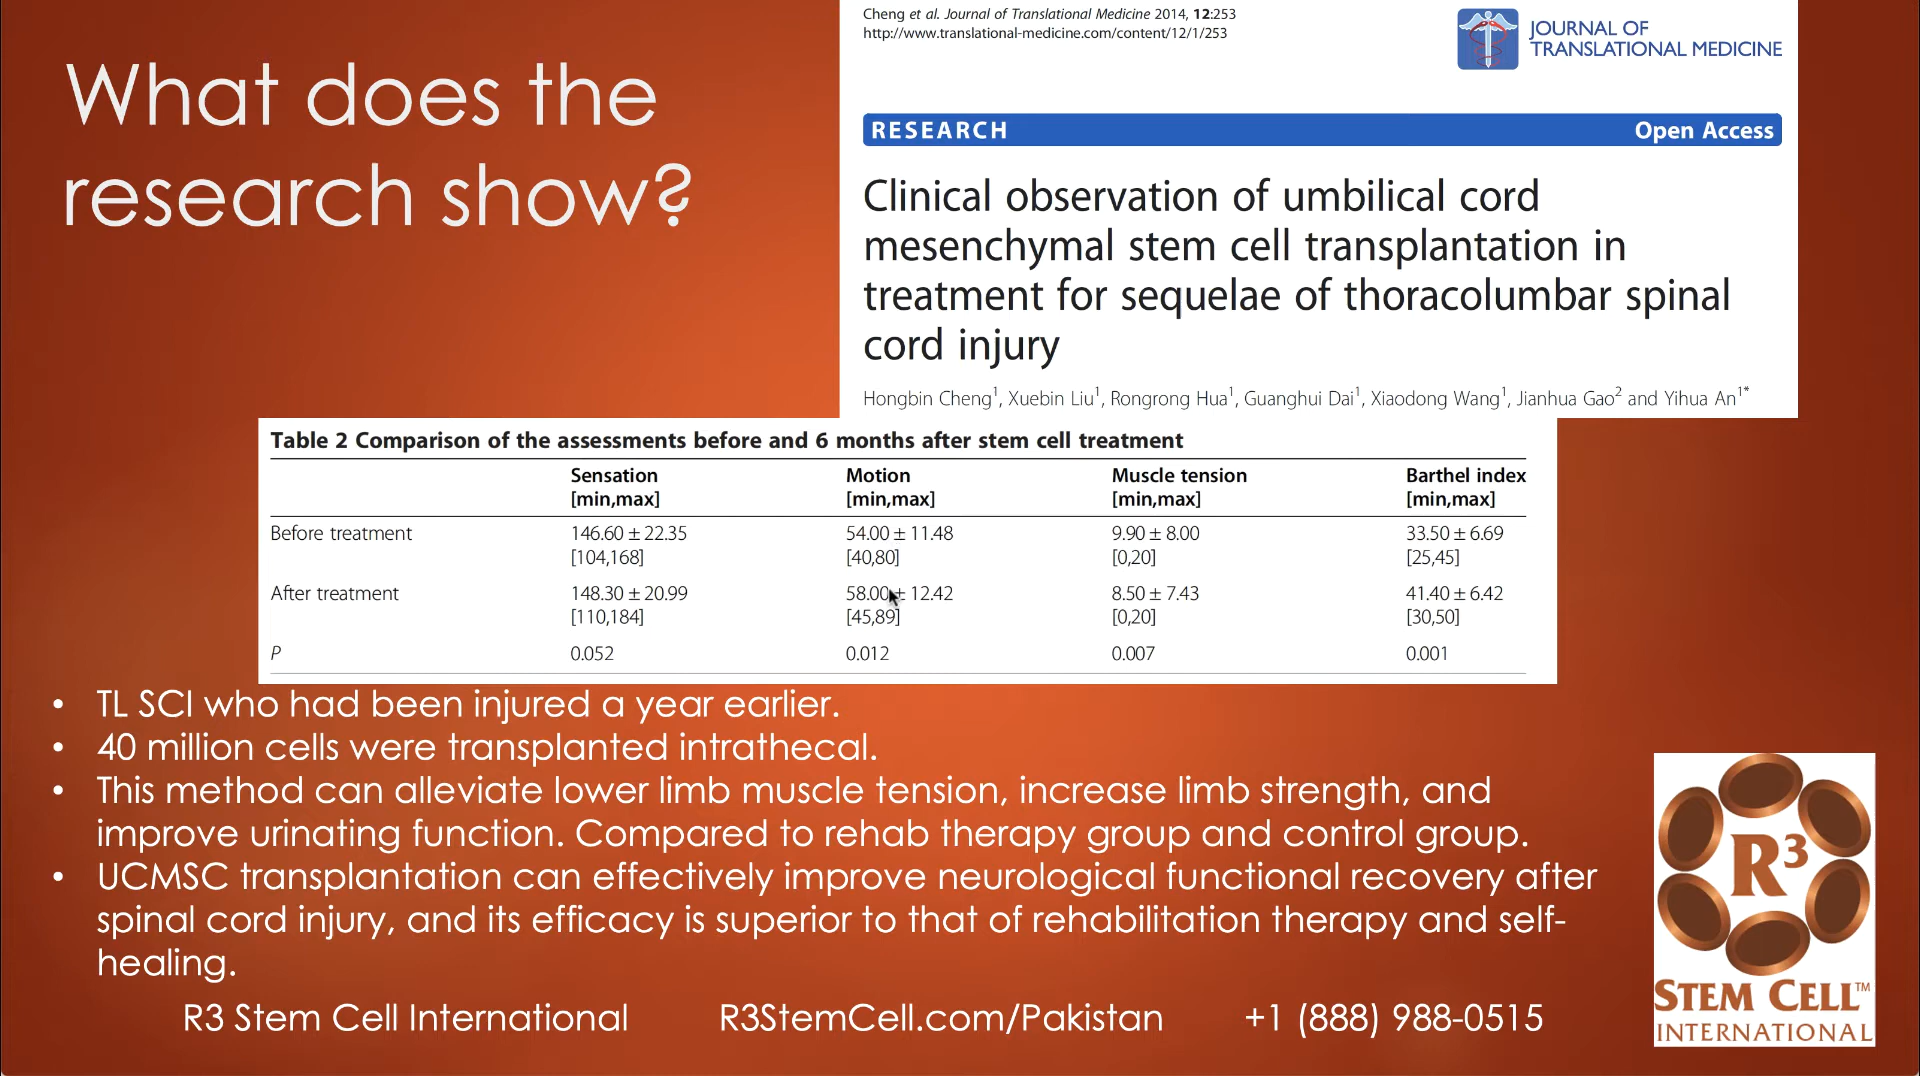 What does the
research show?
Cheng et al. Journal of Translational Medicine 2014, 12:253
http://www.translational-medicine.com/content/12/1/253
JOURNAL OF
TRANSLATIONAL MEDICINE
RESEARCH Open Access
Clinical observation of umbilical cord
mesenchymal stem cell transplantation in
treatment for sequelae of thoracolumbar spinal
cord injury
Hongbin Cheng1, Xuebin Liu1, Rongrong Hua1, Guanghui Dai1, Xiaodong Wang1, Jianhua Gao2 and Yihua An1*
Table 2 Comparison of the assessments before and 6 months after stem cell treatment
Sensation Motion Muscle tension Barthel index
[min,max] [min,max] [min,max] [min,max]
Before treatment 146.60 ± 22.35 54.00 ± 11.48 9.90 ± 8.00 33.50 ± 6.69
[104,168] [40,80] [0,20] [25,45]
After treatment 148.30 ± 20.99 58.00 ± 12.42 8.50 ± 7.43 41.40 ± 6.42
[110,184] [45,89] [0,20] [30,50]
P 0.052 0.012 0.007 0.001
• TL SCI who had been injured a year earlier.
• 40 million cells were transplanted intrathecal.
• This method can alleviate lower limb muscle tension, increase limb strength, and
improve urinating function. Compared to rehab therapy group and control group.
• UCMSC transplantation can effectively improve neurological functional recovery after
spinal cord injury, and its efficacy is superior to that of rehabilitation therapy and self-
healing.
R3 Stem Cell International R3StemCell.com/Pakistan +1 (888) 988-0515
R3
STEM CELL™
INTERNATIONAL